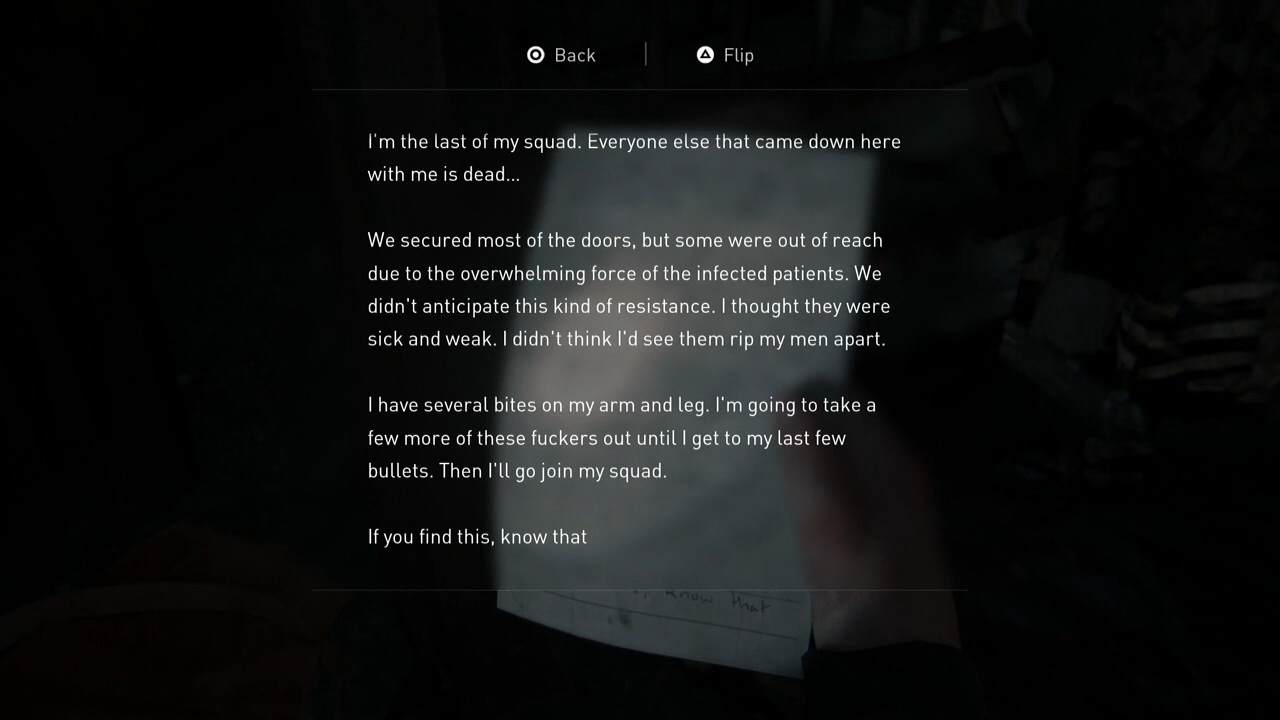 Back | Flip
I'm the last of my squad. Everyone else that came down here
with me is dead...
We secured most of the doors, but some were out of reach
due to the overwhelming force of the infected patients. We
didn't anticipate this kind of resistance. I thought they were
sick and weak. I didn't think I'd see them rip my men apart.
I have several bites on my arm and leg. I'm going to take a
few more of these fuckers out until I get to my last few
bullets. Then I'll go join my squad.
If you find this, know that
know that